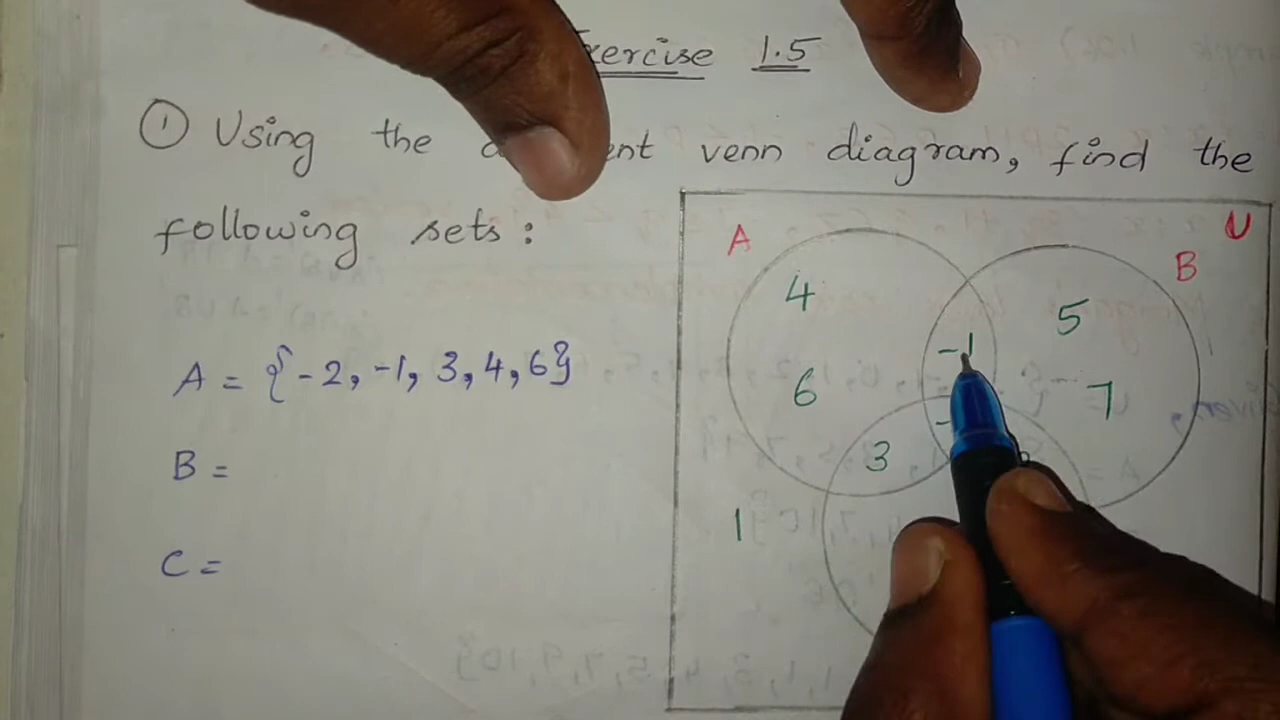 Exercise 1.5
① Using the venn diagram, find the
following sets:
A = {-2, -1, 3, 4, 6}
B =
C =
A
B
U
4
5
-1
6
7
3
1